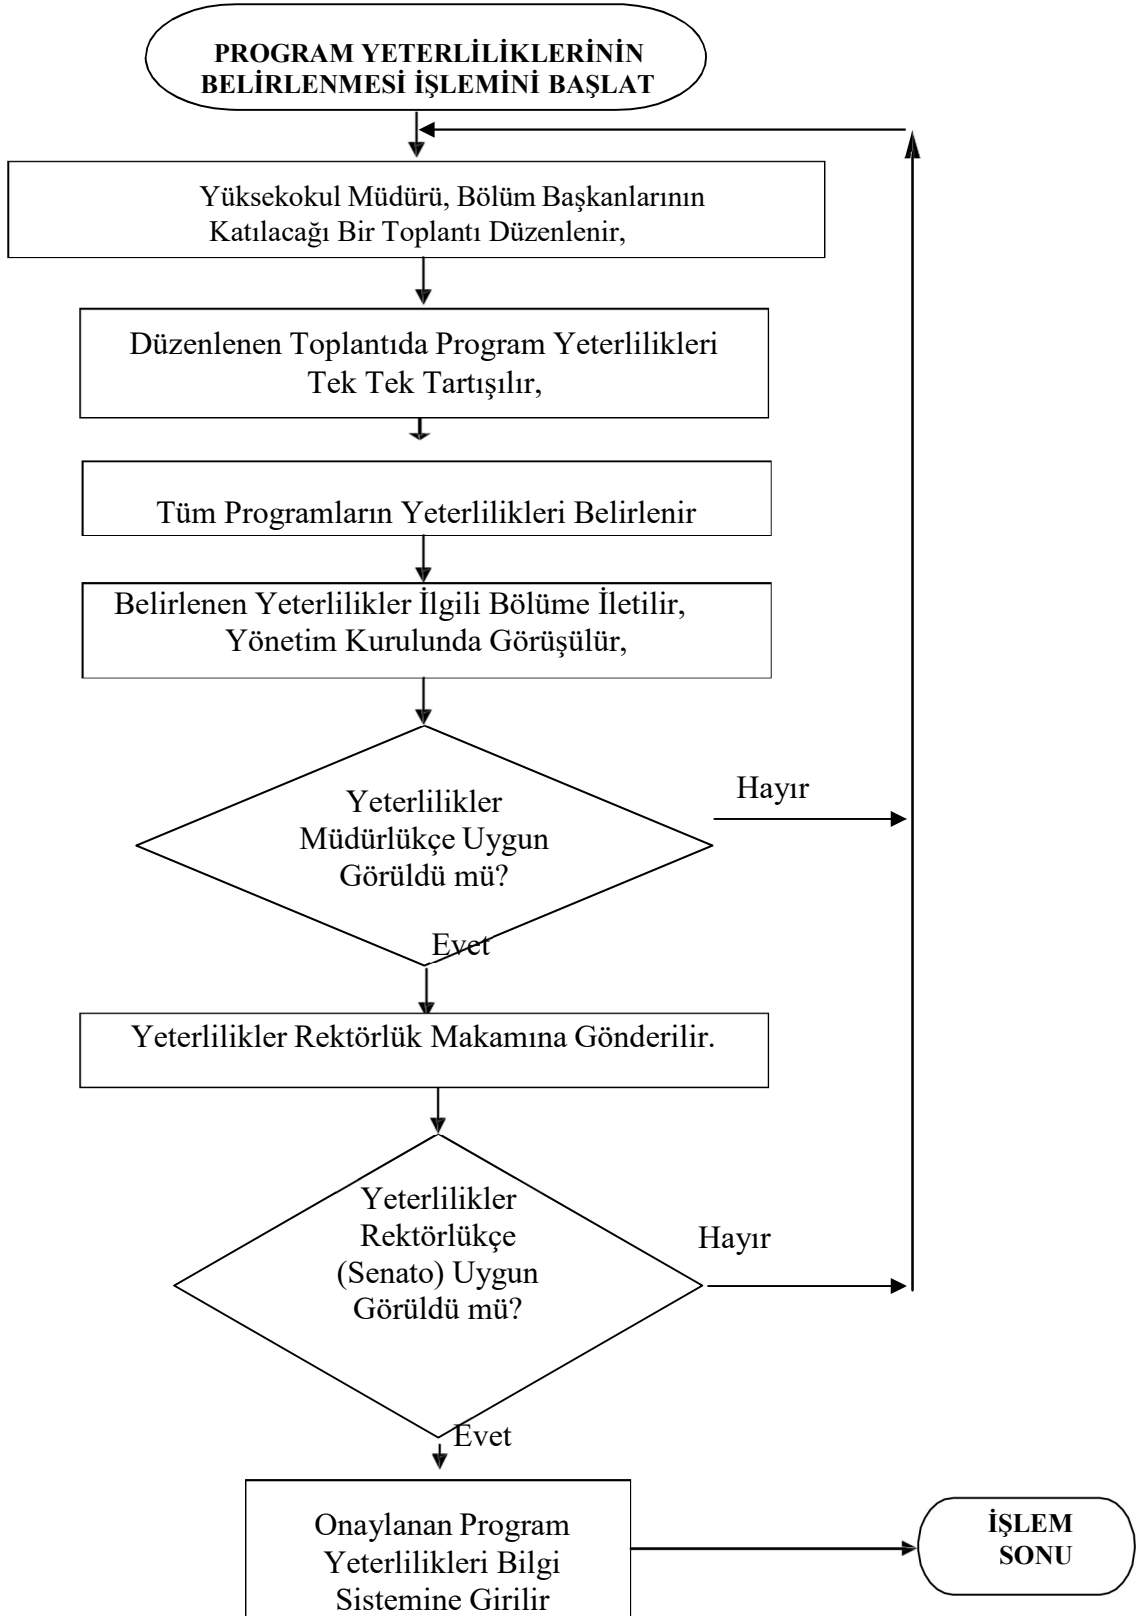 PROGRAM YETERLİLİKLERİNİN
BELİRLENMESİ İŞLEMİNİ BAŞLAT
Yüksekokul Müdürü, Bölüm Başkanlarının
Katılacağı Bir Toplantı Düzenlenir,
Düzenlenen Toplantıda Program Yeterlilikleri
Tek Tek Tartışılır,
Tüm Programların Yeterlilikleri Belirlenir
Belirlenen Yeterlilikler İlgili Bölüme İletilir,
Yönetim Kurulunda Görüşülür,
Yeterlilikler
Müdürlükçe Uygun
Görüldü mü?
Hayır
Evet
Yeterlilikler Rektörlük Makamına Gönderilir.
Yeterlilikler
Rektörlükçe
(Senato) Uygun
Görüldü mü?
Hayır
Evet
Onaylanan Program
Yeterlilikleri Bilgi
Sistemine Girilir
İŞLEM
SONU